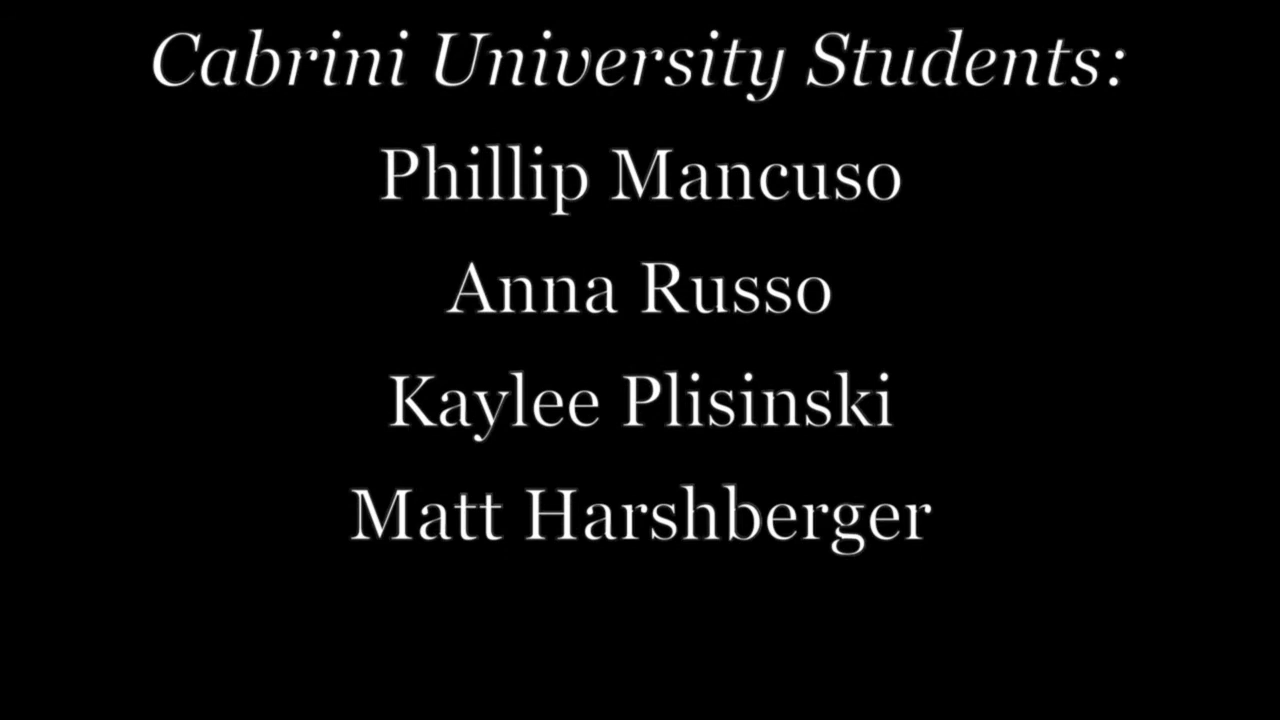 Cabrini University Students:
Phillip Mancuso
Anna Russo
Kaylee Plisinski
Matt Harshberger